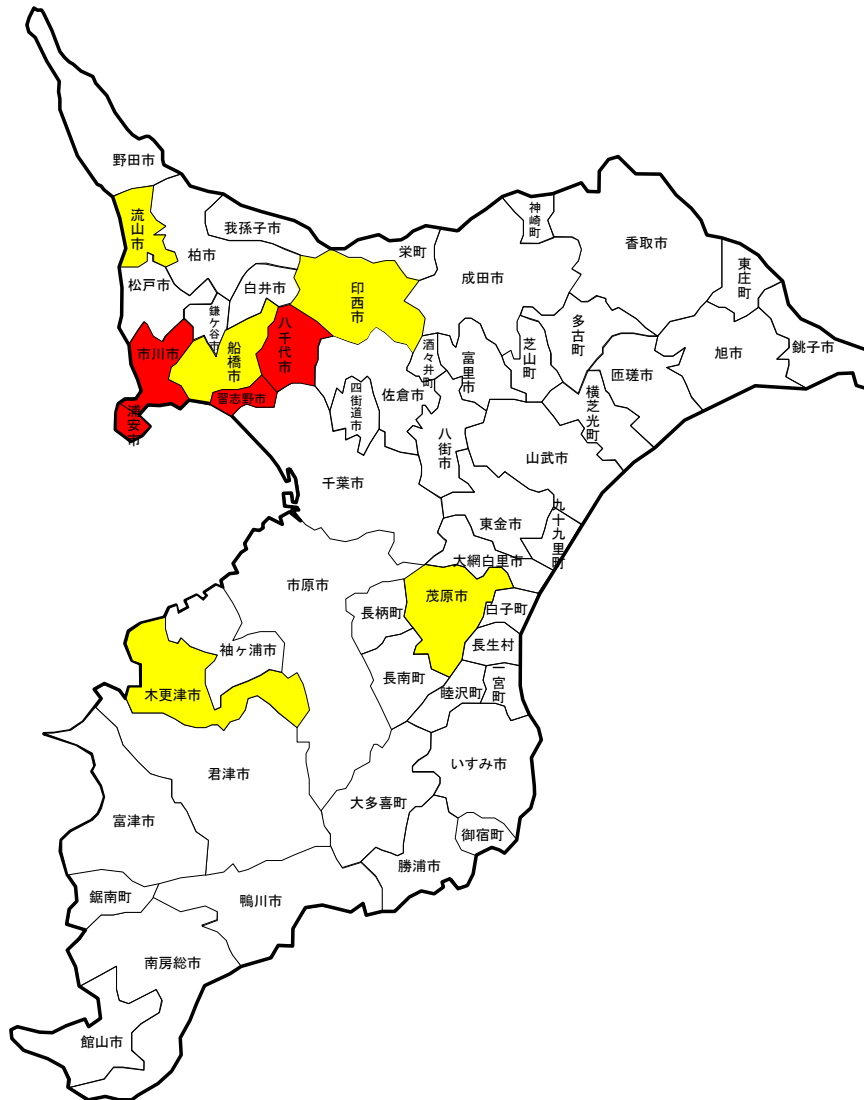 野田市
流山市
柏市
我孫子市
松戸市
鎌ケ谷市
白井市
印西市
栄町
成田市
神崎町
香取市
東庄町
銚子市
旭市
匝瑳市
多古町
芝山町
横芝光町
富里市
酒々井町
佐倉市
四街道市
八街市
八千代市
船橋市
市川市
浦安市
習志野市
千葉市
山武市
東金市
九十九里町
大網白里市
市原市
茂原市
白子町
長柄町
長生村
長南町
睦沢町
一宮町
袖ヶ浦市
木更津市
君津市
富津市
いすみ市
大多喜町
御宿町
勝浦市
鴨川市
鋸南町
南房総市
館山市